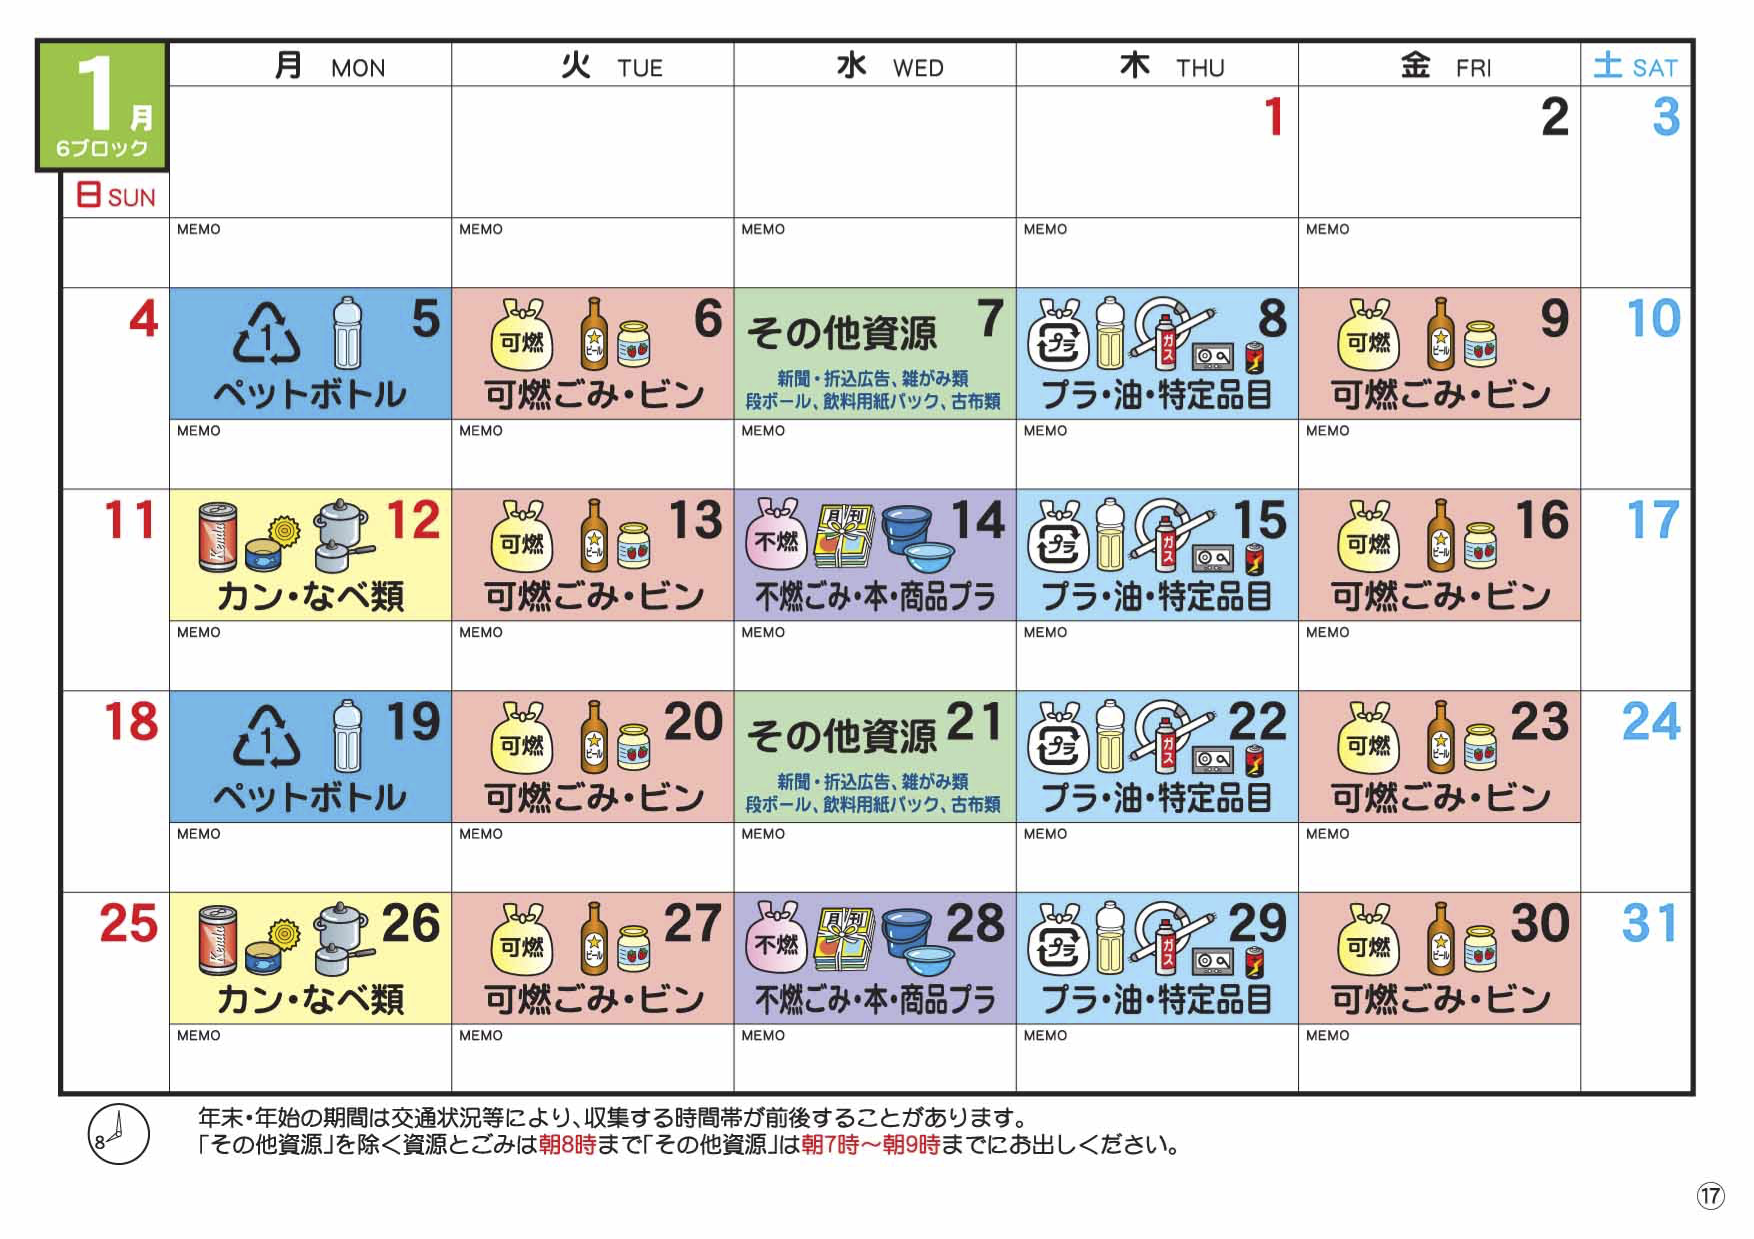 1月
6ブロック
日 SUN
月 MON
火 TUE
水 WED
木 THU
金 FRI
土 SAT
1
2
3
MEMO
MEMO
MEMO
MEMO
MEMO
4
5
1
ペットボトル
6
可燃
ビール
可燃ごみ・ビン
7
その他資源
新聞・折込広告、雑がみ類
段ボール、飲料用紙パック、古布類
8
プラ
ガス
プラ・油・特定品目
9
可燃
ビール
可燃ごみ・ビン
10
MEMO
MEMO
MEMO
MEMO
MEMO
11
12
カン・なべ類
13
可燃
ビール
可燃ごみ・ビン
14
不燃
月刊
不燃ごみ・本・商品プラ
15
プラ
ガス
プラ・油・特定品目
16
可燃
ビール
可燃ごみ・ビン
17
MEMO
MEMO
MEMO
MEMO
MEMO
18
19
1
ペットボトル
20
可燃
ビール
可燃ごみ・ビン
21
その他資源
新聞・折込広告、雑がみ類
段ボール、飲料用紙パック、古布類
22
プラ
ガス
プラ・油・特定品目
23
可燃
ビール
可燃ごみ・ビン
24
MEMO
MEMO
MEMO
MEMO
MEMO
25
26
カン・なべ類
27
可燃
ビール
可燃ごみ・ビン
28
不燃
月刊
不燃ごみ・本・商品プラ
29
プラ
ガス
プラ・油・特定品目
30
可燃
ビール
可燃ごみ・ビン
31
MEMO
MEMO
MEMO
MEMO
MEMO
8
年末・年始の期間は交通状況等により、収集する時間帯が前後することがあります。
「その他資源」を除く資源とごみは朝8時まで「その他資源」は朝7時～朝9時までにお出しください。
⑰